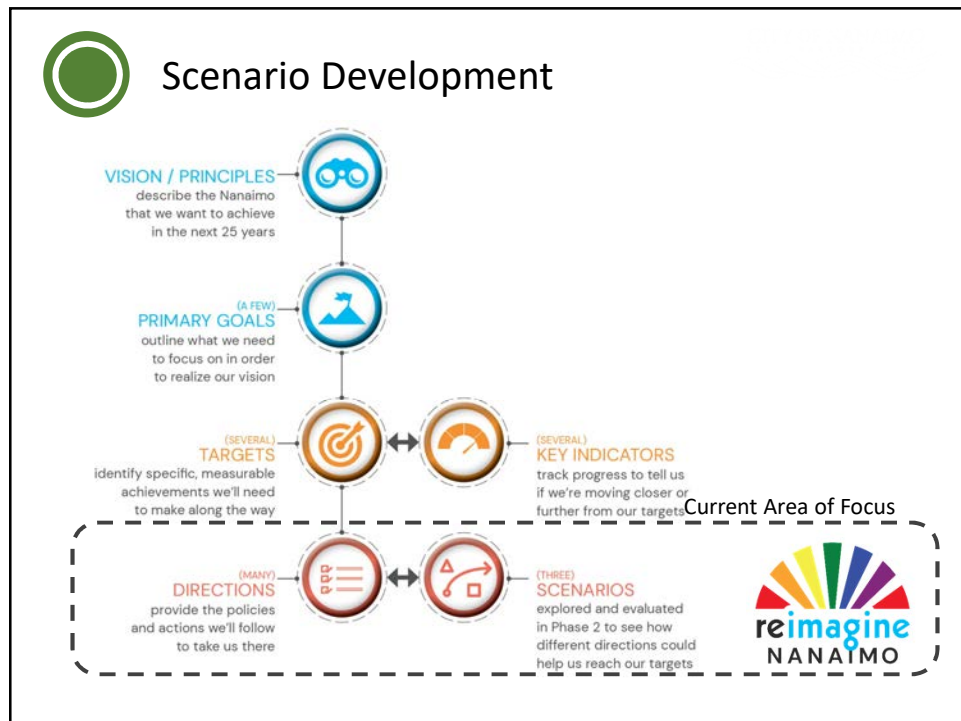 Scenario Development
VISION / PRINCIPLES
describe the Nanaimo
that we want to achieve
in the next 25 years
(A FEW)
PRIMARY GOALS
outline what we need
to focus on in order
to realize our vision
(SEVERAL)
TARGETS
identify specific, measurable
achievements we'll need
to make along the way
(SEVERAL)
KEY INDICATORS
track progress to tell us
if we're moving closer or
further from our targets
Current Area of Focus
(MANY)
DIRECTIONS
provide the policies
and actions we'll follow
to take us there
(THREE)
SCENARIOS
explored and evaluated
in Phase 2 to see how
different directions could
help us reach our targets
reimagine
NANAIMO